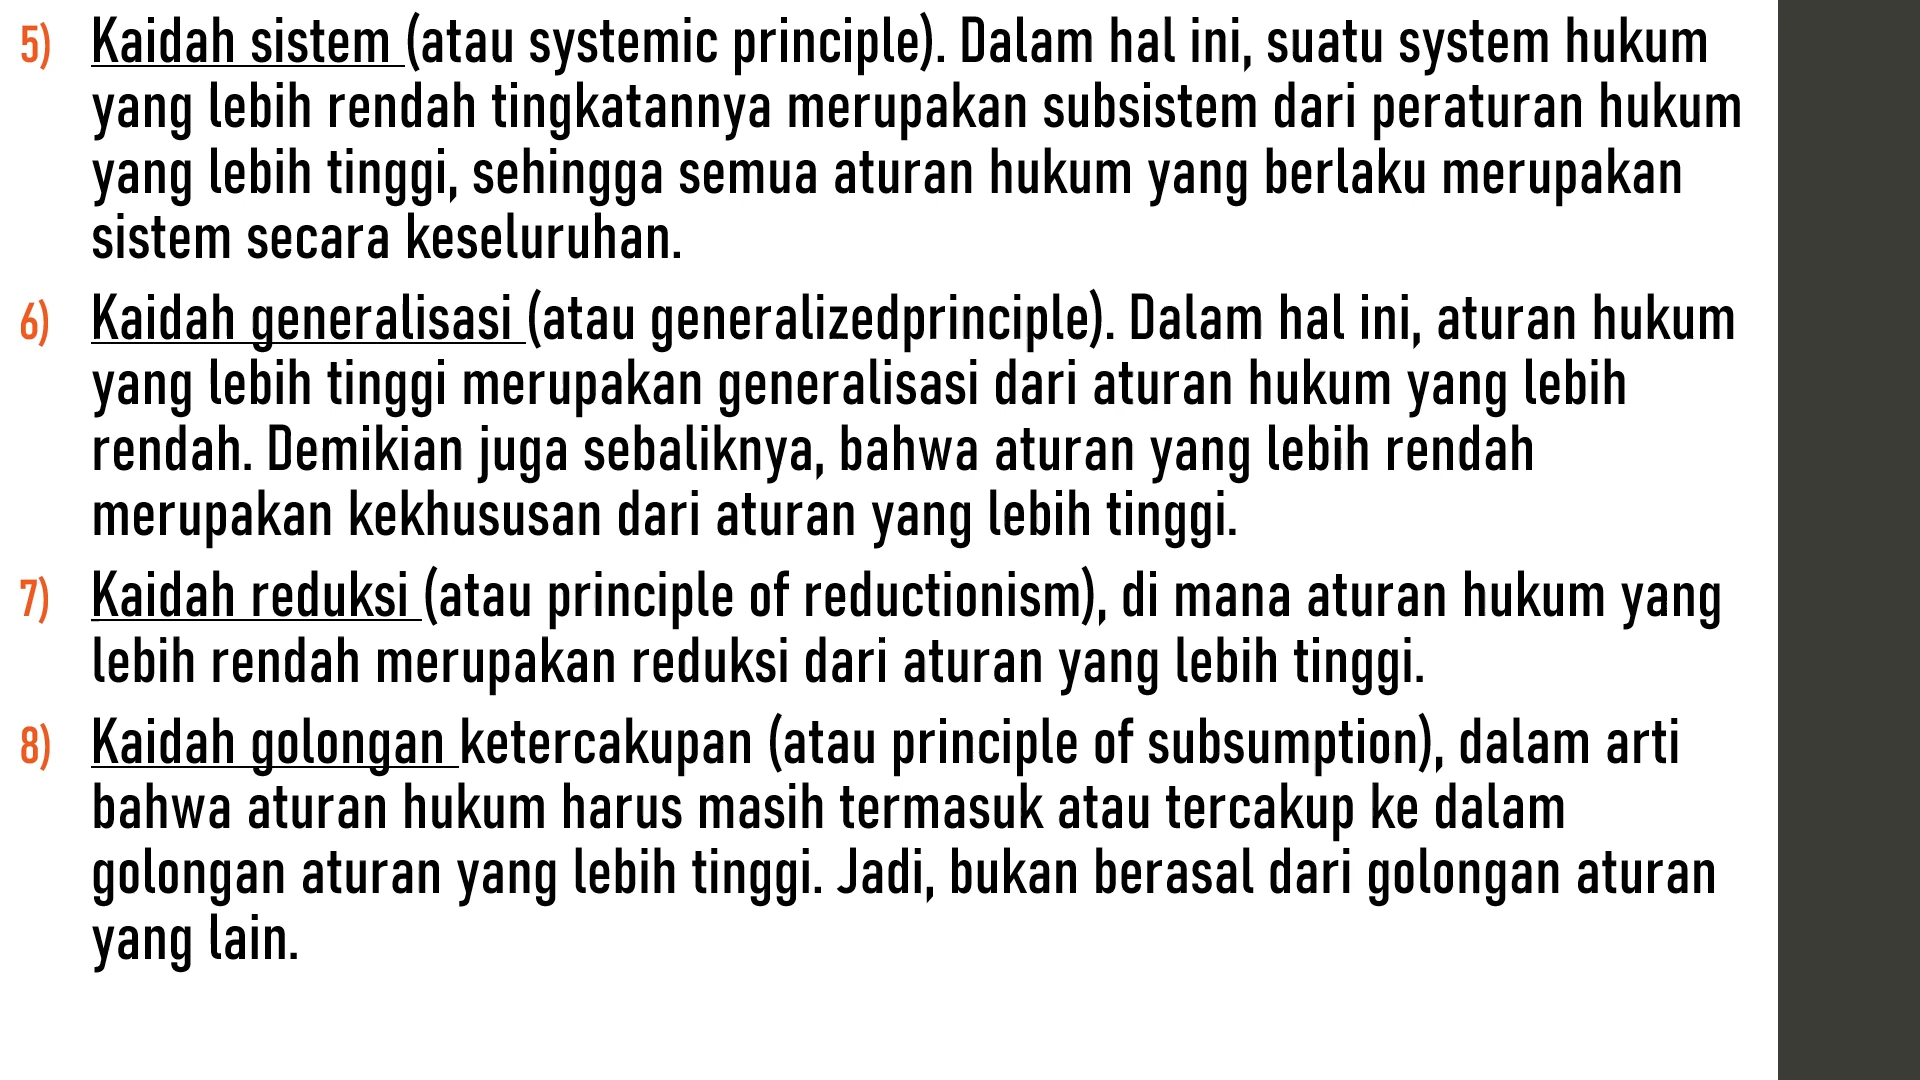 5) Kaidah sistem (atau systemic principle). Dalam hal ini, suatu system hukum
yang lebih rendah tingkatannya merupakan subsistem dari peraturan hukum
yang lebih tinggi, sehingga semua aturan hukum yang berlaku merupakan
sistem secara keseluruhan.
6) Kaidah generalisasi (atau generalizedprinciple). Dalam hal ini, aturan hukum
yang lebih tinggi merupakan generalisasi dari aturan hukum yang lebih
rendah. Demikian juga sebaliknya, bahwa aturan yang lebih rendah
merupakan kekhususan dari aturan yang lebih tinggi.
7) Kaidah reduksi (atau principle of reductionism), di mana aturan hukum yang
lebih rendah merupakan reduksi dari aturan yang lebih tinggi.
8) Kaidah golongan ketercakupan (atau principle of subsumption), dalam arti
bahwa aturan hukum harus masih termasuk atau tercakup ke dalam
golongan aturan yang lebih tinggi. Jadi, bukan berasal dari golongan aturan
yang lain.